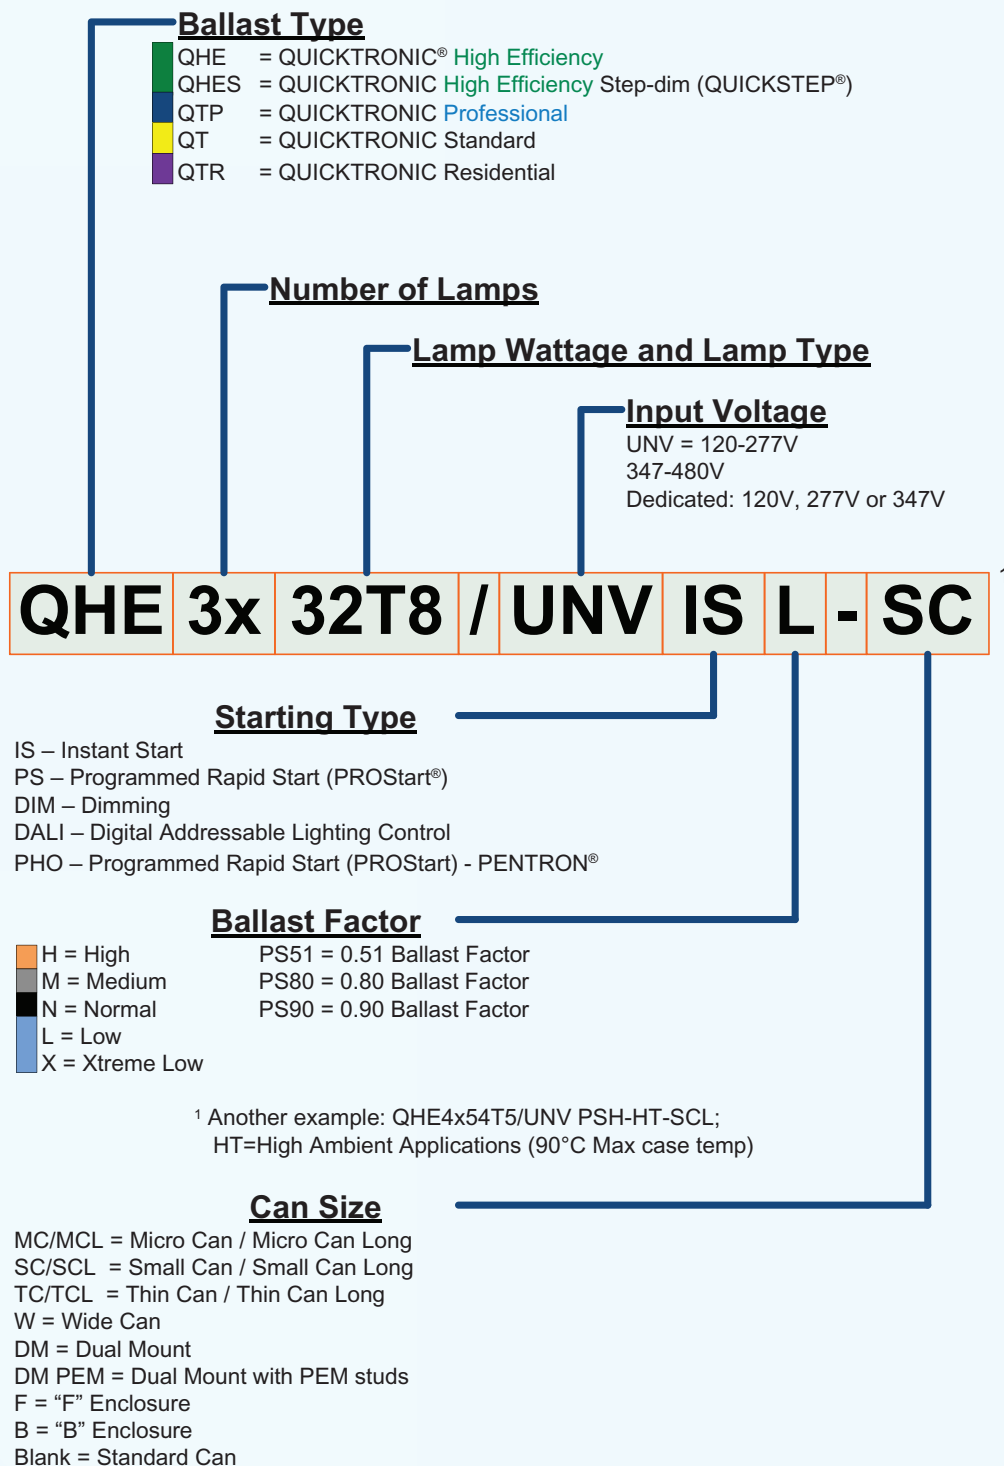 Ballast Type
QHE = QUICKTRONIC® High Efficiency
QHES = QUICKTRONIC High Efficiency Step-dim (QUICKSTEP®)
QTP = QUICKTRONIC Professional
QT = QUICKTRONIC Standard
QTR = QUICKTRONIC Residential
Number of Lamps
Lamp Wattage and Lamp Type
Input Voltage
UNV = 120-277V
347-480V
Dedicated: 120V, 277V or 347V
QHE 3x 32T8 / UNV IS L - SC
Starting Type
IS – Instant Start
PS – Programmed Rapid Start (PROStart®)
DIM – Dimming
DALI – Digital Addressable Lighting Control
PHO – Programmed Rapid Start (PROStart) - PENTRON®
Ballast Factor
H = High PS51 = 0.51 Ballast Factor
M = Medium PS80 = 0.80 Ballast Factor
N = Normal PS90 = 0.90 Ballast Factor
L = Low
X = Xtreme Low
¹ Another example: QHE4x54T5/UNV PSH-HT-SCL;
HT=High Ambient Applications (90°C Max case temp)
Can Size
MC/MCL = Micro Can / Micro Can Long
SC/SCL = Small Can / Small Can Long
TC/TCL = Thin Can / Thin Can Long
W = Wide Can
DM = Dual Mount
DM PEM = Dual Mount with PEM studs
F = “F” Enclosure
B = “B” Enclosure
Blank = Standard Can